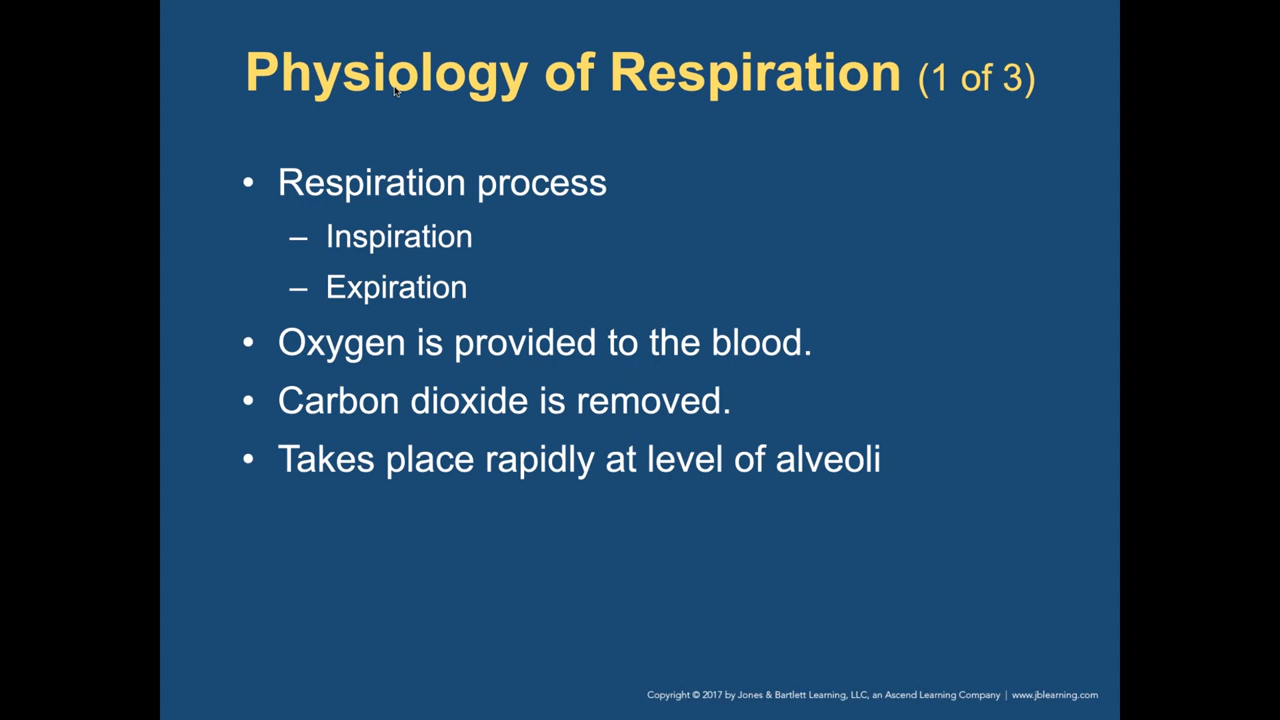 Physiology of Respiration (1 of 3)
• Respiration process
– Inspiration
– Expiration
• Oxygen is provided to the blood.
• Carbon dioxide is removed.
• Takes place rapidly at level of alveoli
Copyright © 2017 by Jones & Bartlett Learning, LLC, an Ascend Learning Company | www.jblearning.com